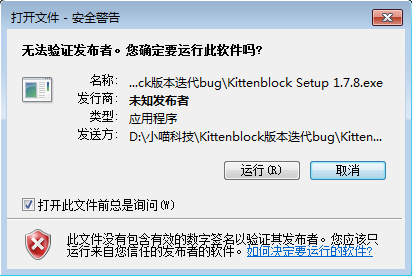 打开文件 - 安全警告
无法验证发布者。您确定要运行此软件吗?
名称: ...ck版本迭代bug\Kittenblock Setup 1.7.8.exe
发行商: 未知发布者
类型: 应用程序
发送方: D:\小喵科技\Kittenblock版本迭代bug\Kitten...
运行(R) 取消
打开此文件前总是询问(W)
此文件没有包含有效的数字签名以验证其发布者。您应该只
运行来自您信任的发布者的软件。如何决定要运行的软件?